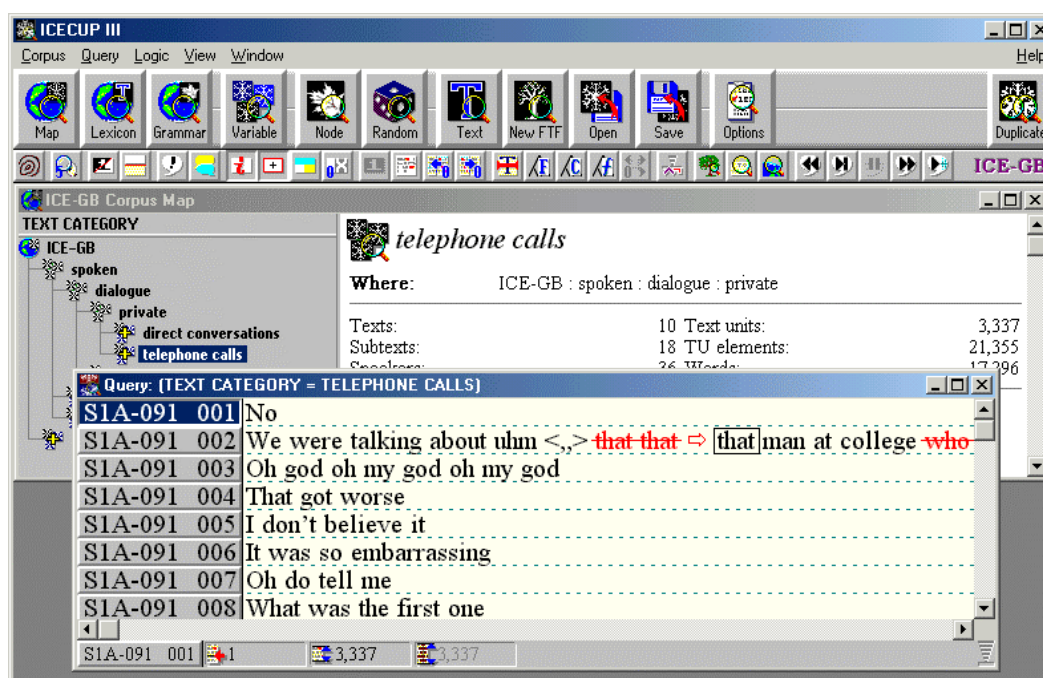 ICECUP III
Corpus Query Logic View Window Help
Map Lexicon Grammar Variable Node Random Text New FTF Open Save Options Duplicate
ICE-GB
ICE-GB Corpus Map
TEXT CATEGORY
ICE-GB
spoken
dialogue
private
direct conversations
telephone calls
telephone calls
Where: ICE-GB : spoken : dialogue : private
Texts: 10 Text units: 3,337
Subtexts: 18 TU elements: 21,355
Speakers: 36 Words: 17,296
Query: (TEXT CATEGORY = TELEPHONE CALLS)
S1A-091 001 No
S1A-091 002 We were talking about uhm <,,> that that ⇨ that man at college who
S1A-091 003 Oh god oh my god oh my god
S1A-091 004 That got worse
S1A-091 005 I don't believe it
S1A-091 006 It was so embarrassing
S1A-091 007 Oh do tell me
S1A-091 008 What was the first one
S1A-091 001 1 3,337 3,337